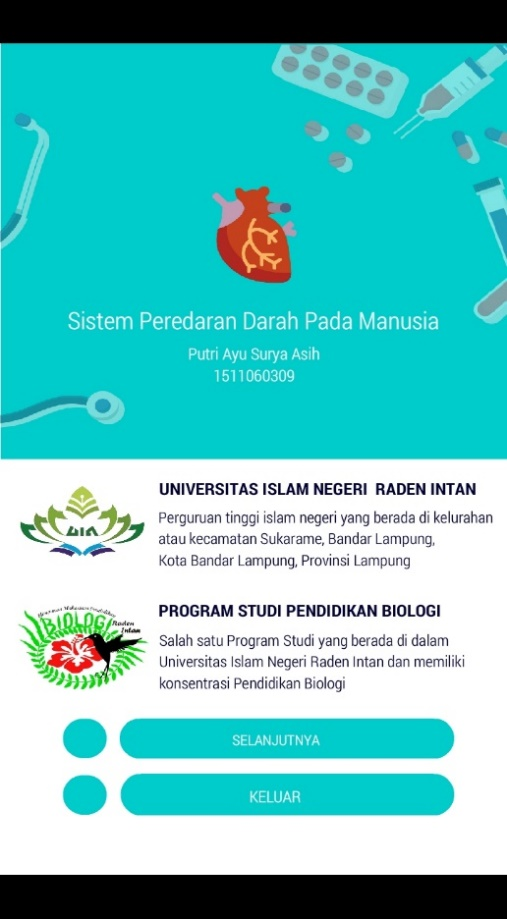 Sistem Peredaran Darah Pada Manusia
Putri Ayu Surya Asih
1511060309
UNIVERSITAS ISLAM NEGERI RADEN INTAN
Perguruan tinggi islam negeri yang berada di kelurahan
atau kecamatan Sukarame, Bandar Lampung,
Kota Bandar Lampung, Provinsi Lampung
BIOLOGI
Raden
Intan
PROGRAM STUDI PENDIDIKAN BIOLOGI
Salah satu Program Studi yang berada di dalam
Universitas Islam Negeri Raden Intan dan memiliki
konsentrasi Pendidikan Biologi
SELANJUTNYA
KELUAR